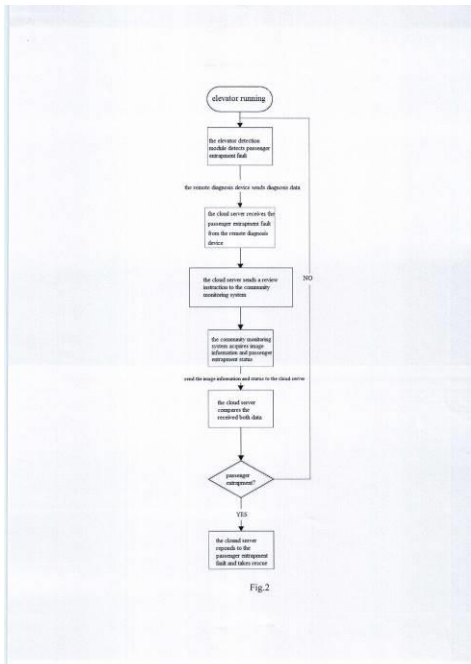 elevator running
the elevator detection
module detects passenger
entrapment fault
the remote diagnosis device sends diagnosis data
the cloud server receives the
passenger entrapment fault
from the remote diagnosis
device
the cloud server sends a review
instruction to the community
monitoring system
NO
the community monitoring
system acquires image
information and passenger
entrapment status
send the image information and status to the cloud server
the cloud server
compares the
received both data
passenger
entrapment?
YES
the closud server
reponds to the
passenger entrapment
fault and takes rescue
Fig.2